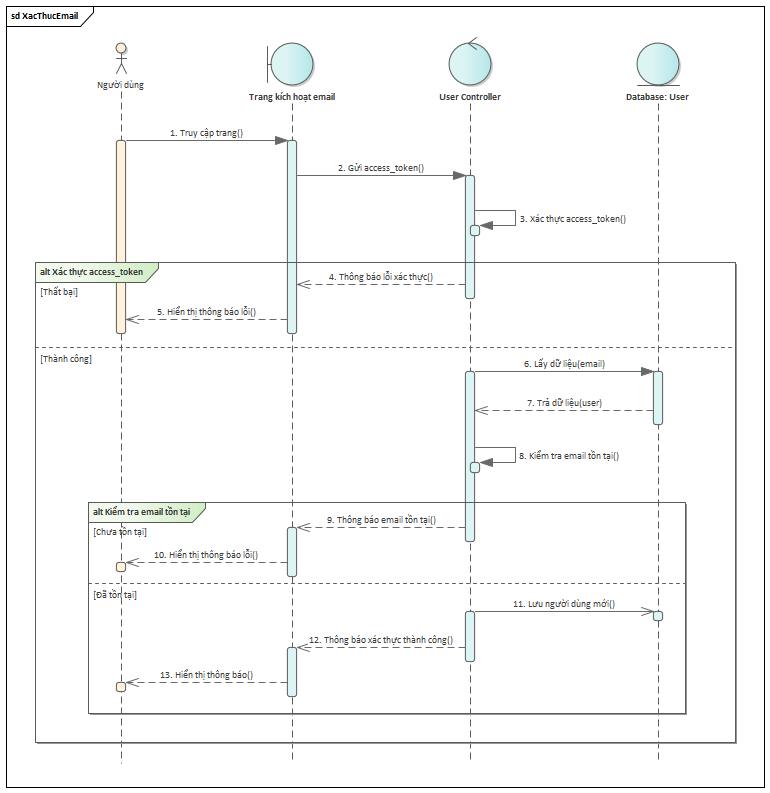 sd XacThucEmail
Người dùng
Trang kích hoạt email
User Controller
Database: User
1. Truy cập trang()
2. Gửi access_token()
3. Xác thực access_token()
alt Xác thực access_token
4. Thông báo lỗi xác thực()
[Thất bại]
5. Hiển thị thông báo lỗi()
[Thành công]
6. Lấy dữ liệu(email)
7. Trả dữ liệu(user)
8. Kiểm tra email tồn tại()
alt Kiểm tra email tồn tại
9. Thông báo email tồn tại()
[Chưa tồn tại]
10. Hiển thị thông báo lỗi()
[Đã tồn tại]
11. Lưu người dùng mới()
12. Thông báo xác thực thành công()
13. Hiển thị thông báo()